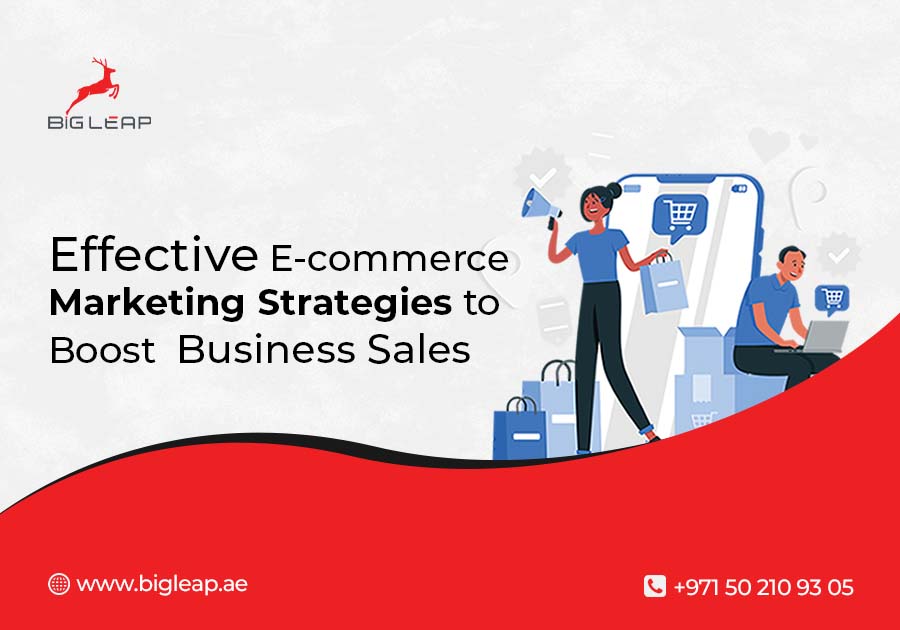 BIG LEAP
Effective E-commerce
Marketing Strategies to
Boost Business Sales
www.bigleap.ae
+971 50 210 93 05